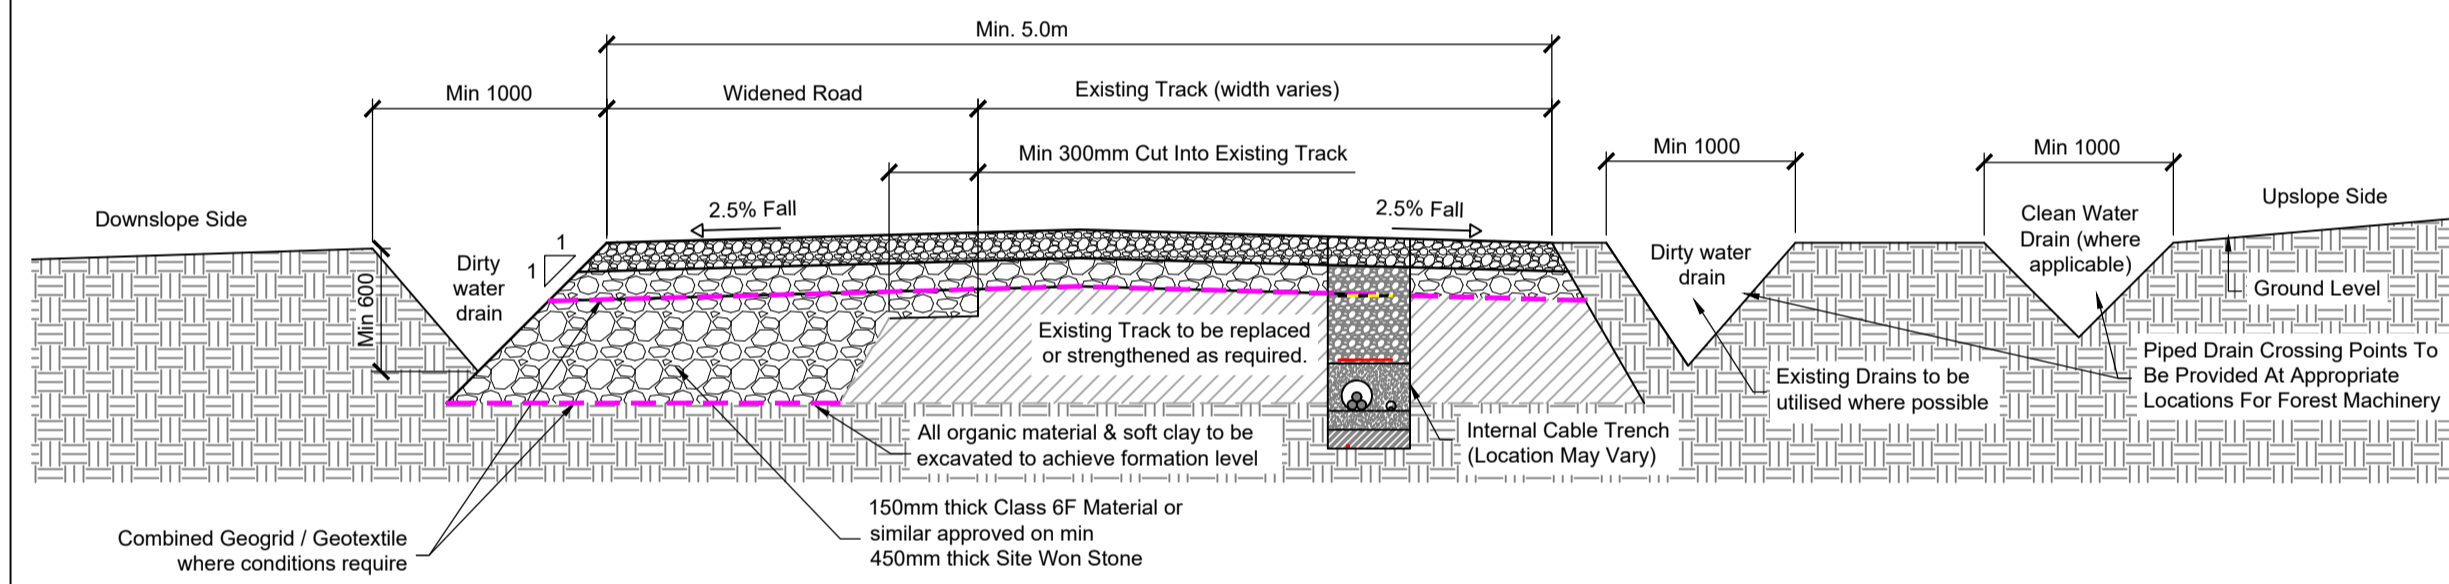 Min. 5.0m
Min 1000
Widened Road
Existing Track (width varies)
Min 300mm Cut Into Existing Track
Min 1000
Min 1000
Downslope Side
2.5% Fall
2.5% Fall
Upslope Side
Clean Water
Drain (where
applicable)
1
1
Dirty
water
drain
Min 600
Dirty water
drain
Ground Level
Existing Track to be replaced
or strengthened as required.
Existing Drains to be
utilised where possible
Piped Drain Crossing Points To
Be Provided At Appropriate
Locations For Forest Machinery
All organic material & soft clay to be
excavated to achieve formation level
Internal Cable Trench
(Location May Vary)
Combined Geogrid / Geotextile
where conditions require
150mm thick Class 6F Material or
similar approved on min
450mm thick Site Won Stone